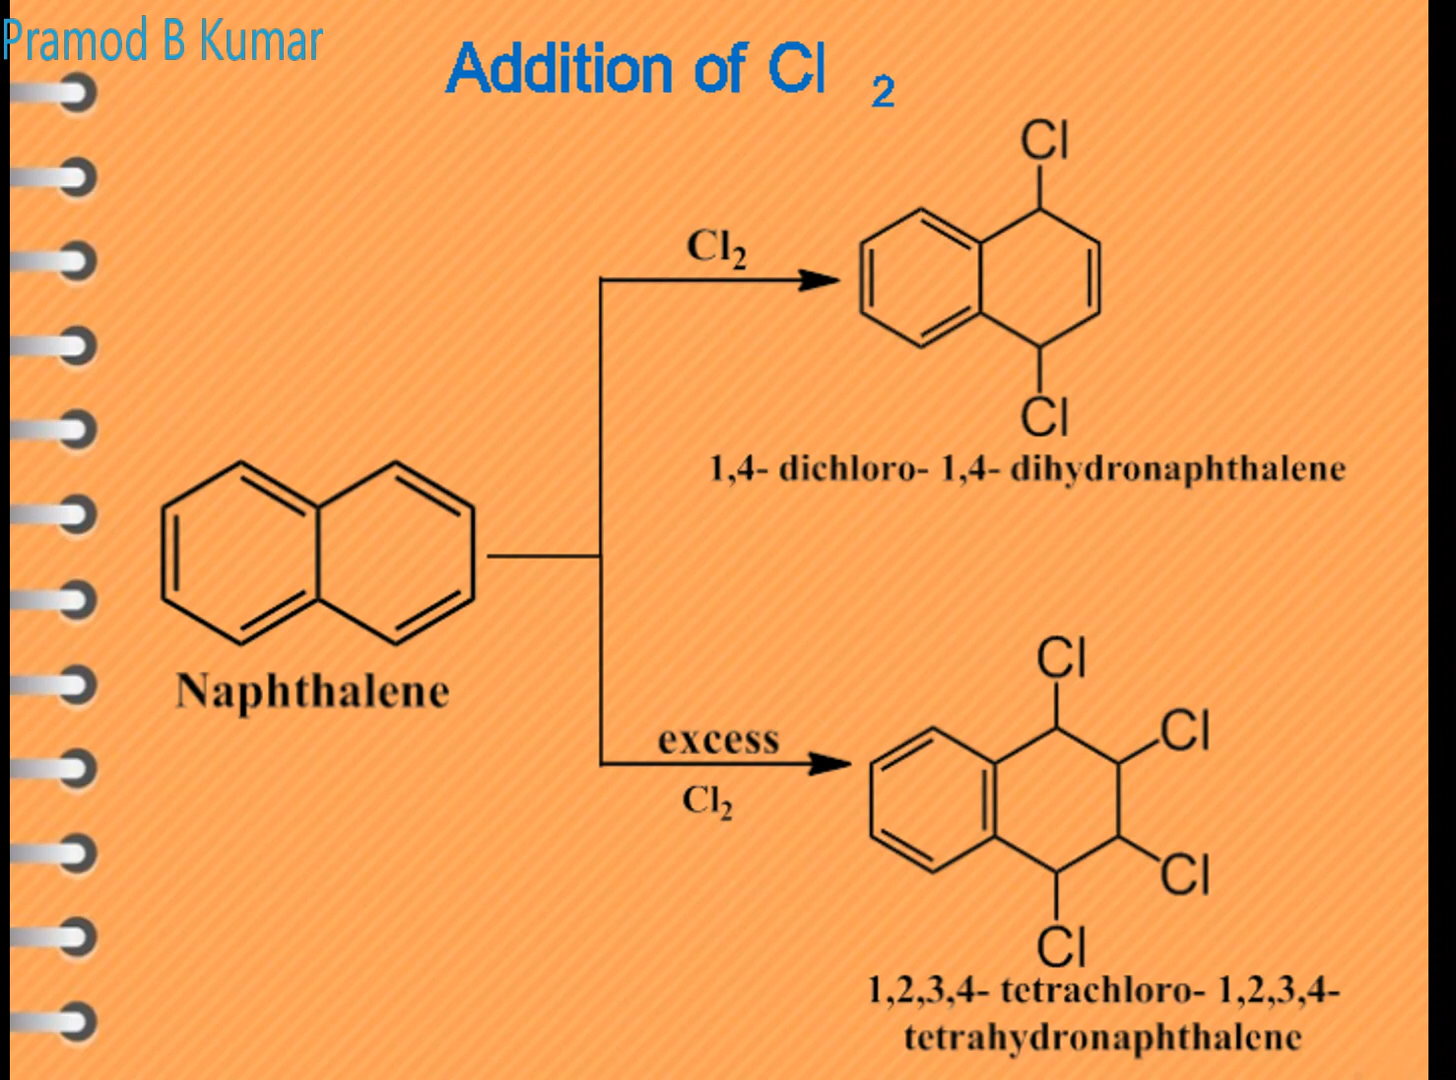 Pramod B Kumar
Addition of Cl 2
Cl
Cl2
Cl
1,4- dichloro- 1,4- dihydronaphthalene
Naphthalene
Cl
Cl
excess
Cl2
Cl
Cl
1,2,3,4- tetrachloro- 1,2,3,4-
tetrahydronaphthalene